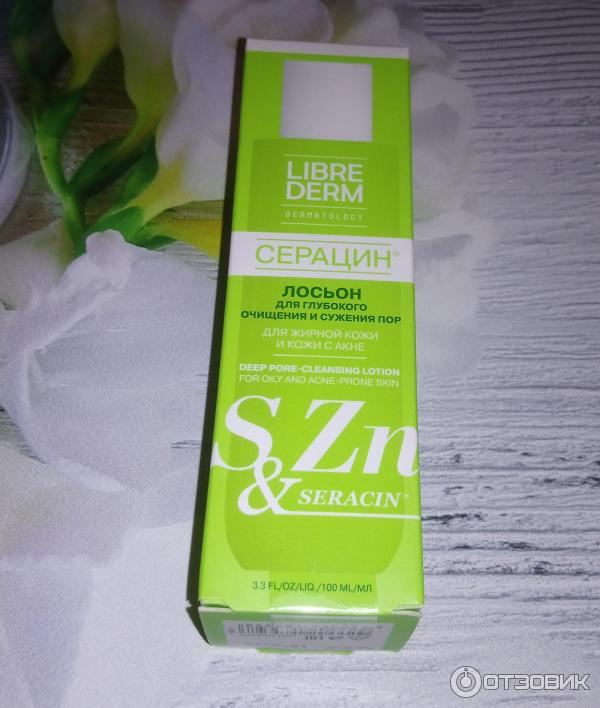 LIBRE
DERM
DERMATOLOGY
СЕРАЦИН®
ЛОСЬОН
ДЛЯ ГЛУБОКОГО
ОЧИЩЕНИЯ И СУЖЕНИЯ ПОР
ДЛЯ ЖИРНОЙ КОЖИ
И КОЖИ С АКНЕ
DEEP PORE-CLEANSING LOTION
FOR OILY AND ACNE-PRONE SKIN
S Zn
& SERACIN®
3.3 FL/OZ/LIQ./100 ML/МЛ
ОТЗОВИК